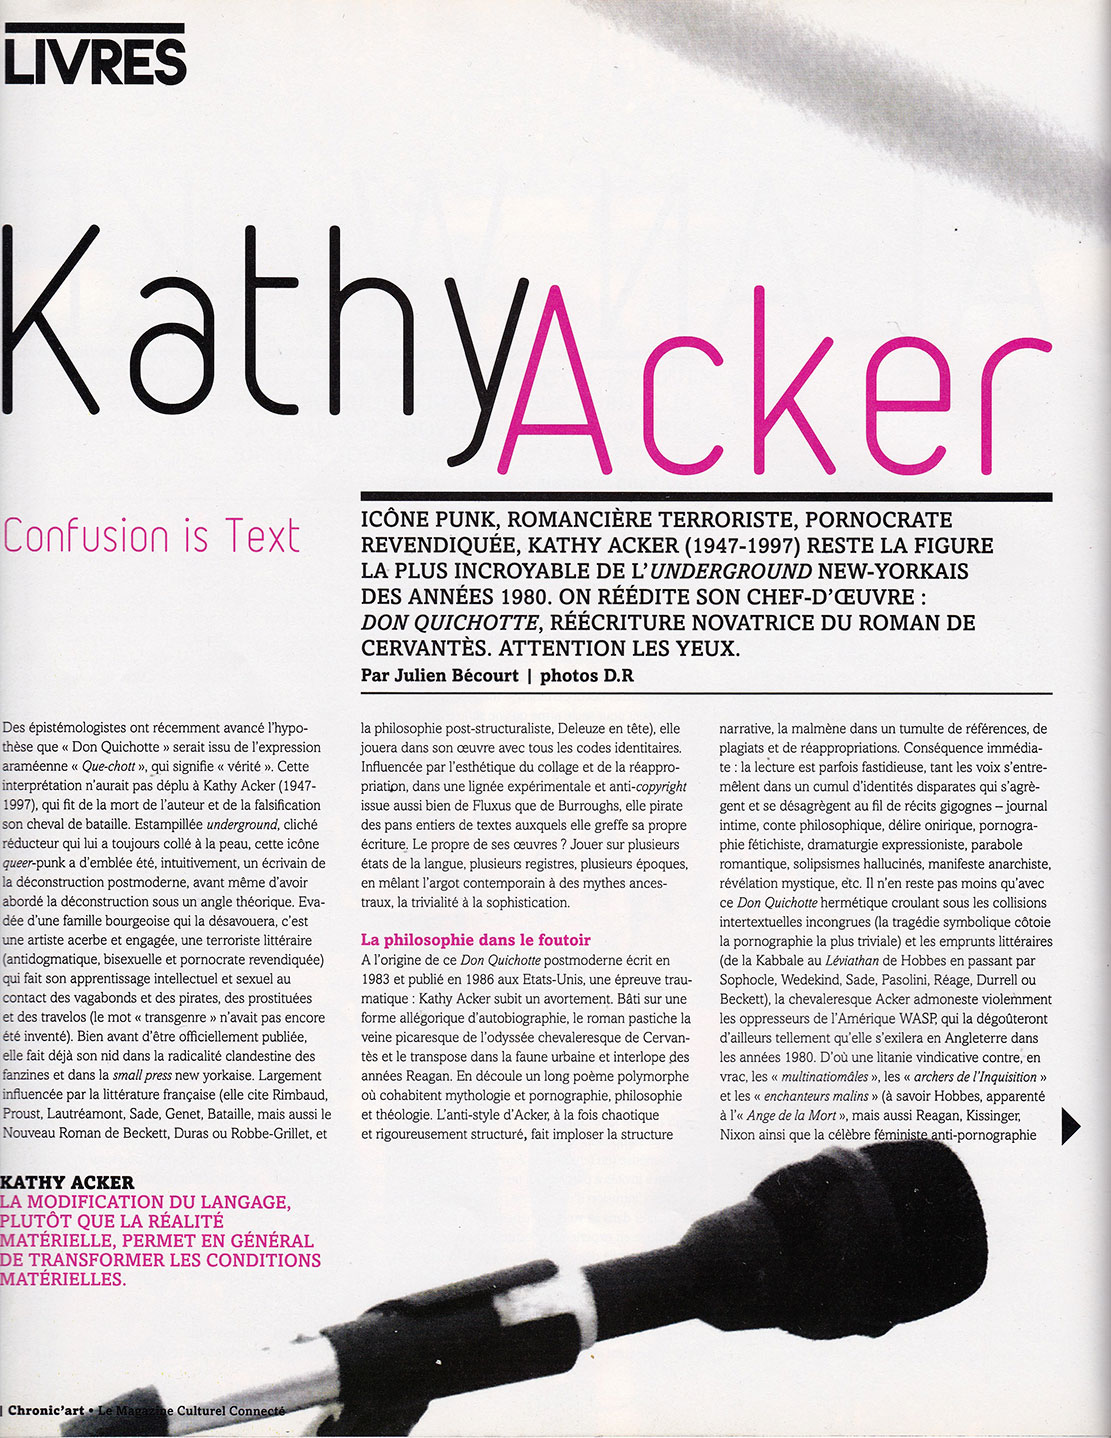 LIVRES
Kathy Acker
Confusion is Text
ICÔNE PUNK, ROMANCIÈRE TERRORISTE, PORNOCRATE
REVENDIQUÉE, KATHY ACKER (1947-1997) RESTE LA FIGURE
LA PLUS INCROYABLE DE L'UNDERGROUND NEW-YORKAIS
DES ANNÉES 1980. ON RÉÉDITE SON CHEF-D'ŒUVRE :
DON QUICHOTTE, RÉÉCRITURE NOVATRICE DU ROMAN DE
CERVANTÈS. ATTENTION LES YEUX.
Par Julien Bécourt | photos D.R
Des épistémologistes ont récemment avancé l'hypo-
thèse que « Don Quichotte » serait issu de l'expression
araméenne « Que-chott », qui signifie « vérité ». Cette
interprétation n'aurait pas déplu à Kathy Acker (1947-
1997), qui fit de la mort de l'auteur et de la falsification
son cheval de bataille. Estampillée underground, cliché
réducteur qui lui a toujours collé à la peau, cette icône
queer-punk a d'emblée été, intuitivement, un écrivain de
la déconstruction postmoderne, avant même d'avoir
abordé la déconstruction sous un angle théorique. Eva-
dée d'une famille bourgeoise qui la désavouera, c'est
une artiste acerbe et engagée, une terroriste littéraire
(antidogmatique, bisexuelle et pornocrate revendiquée)
qui fait son apprentissage intellectuel et sexuel au
contact des vagabonds et des pirates, des prostituées
et des travelos (le mot « transgenre » n'avait pas encore
été inventé). Bien avant d'être officiellement publiée,
elle fait déjà son nid dans la radicalité clandestine des
fanzines et dans la small press new yorkaise. Largement
influencée par la littérature française (elle cite Rimbaud,
Proust, Lautréamont, Sade, Genet, Bataille, mais aussi le
Nouveau Roman de Beckett, Duras ou Robbe-Grillet, et
la philosophie post-structuraliste, Deleuze en tête), elle
jouera dans son œuvre avec tous les codes identitaires.
Influencée par l'esthétique du collage et de la réappro-
priation, dans une lignée expérimentale et anti-copyright
issue aussi bien de Fluxus que de Burroughs, elle pirate
des pans entiers de textes auxquels elle greffe sa propre
écriture. Le propre de ses œuvres ? Jouer sur plusieurs
états de la langue, plusieurs registres, plusieurs époques,
en mêlant l'argot contemporain à des mythes ances-
traux, la trivialité à la sophistication.
La philosophie dans le foutoir
A l'origine de ce Don Quichotte postmoderne écrit en
1983 et publié en 1986 aux Etats-Unis, une épreuve trau-
matique : Kathy Acker subit un avortement. Bâti sur une
forme allégorique d'autobiographie, le roman pastiche la
veine picaresque de l'odyssée chevaleresque de Cervan-
tès et le transpose dans la faune urbaine et interlope des
années Reagan. En découle un long poème polymorphe
où cohabitent mythologie et pornographie, philosophie
et théologie. L'anti-style d'Acker, à la fois chaotique
et rigoureusement structuré, fait imploser la structure
narrative, la malmène dans un tumulte de références, de
plagiats et de réappropriations. Conséquence immédia-
te : la lecture est parfois fastidieuse, tant les voix s'entre-
mêlent dans un cumul d'identités disparates qui s'agrè-
gent et se désagrègent au fil de récits gigognes – journal
intime, conte philosophique, délire onirique, pornogra-
phie fétichiste, dramaturgie expressioniste, parabole
romantique, solipsismes hallucinés, manifeste anarchiste,
révélation mystique, etc. Il n'en reste pas moins qu'avec
ce Don Quichotte hermétique croulant sous les collisions
intertextuelles incongrues (la tragédie symbolique côtoie
la pornographie la plus triviale) et les emprunts littéraires
(de la Kabbale au Léviathan de Hobbes en passant par
Sophocle, Wedekind, Sade, Pasolini, Réage, Durrell ou
Beckett), la chevaleresque Acker admoneste violemment
les oppresseurs de l'Amérique WASP, qui la dégoûteront
d'ailleurs tellement qu'elle s'exilera en Angleterre dans
les années 1980. D'où une litanie vindicative contre, en
vrac, les « multinatiomâles », les « archers de l'Inquisition »
et les « enchanteurs malins » (à savoir Hobbes, apparenté
à l'« Ange de la Mort », mais aussi Reagan, Kissinger,
Nixon ainsi que la célèbre féministe anti-pornographie
KATHY ACKER
LA MODIFICATION DU LANGAGE,
PLUTÔT QUE LA RÉALITÉ
MATÉRIELLE, PERMET EN GÉNÉRAL
DE TRANSFORMER LES CONDITIONS
MATÉRIELLES.
| Chronic'art • Le Magazine Culturel Connecté